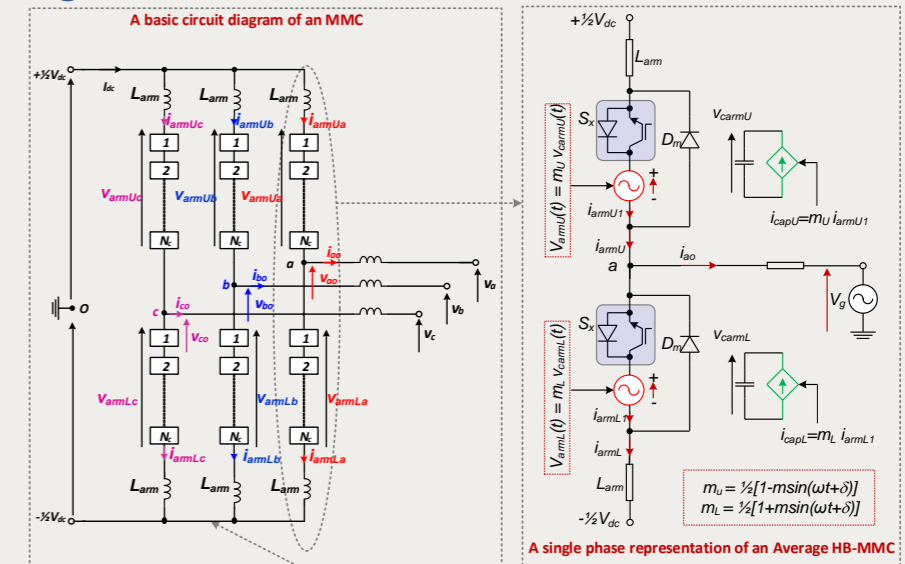 A basic circuit diagram of an MMC
+½Vdc
Idc
Larm
Larm
Larm
iarmUc
iarmUb
iarmUa
1
1
1
2
2
2
varmUc
varmUb
varmUa
Nc
Nc
Nc
a
iao
vao
va
b
ibo
vbo
vb
c
ico
vco
vc
O
1
1
1
2
2
2
varmLc
varmLb
varmLa
Nc
Nc
Nc
iarmLc
iarmLb
iarmLa
Larm
Larm
Larm
-½Vdc
+½Vdc
Larm
Sx
Dm
VarmU(t) = mU vcarmU(t)
+
-
iarmU1
iarmU
vcarmU
icapU=mU iarmU1
a
iao
Vg
Sx
Dm
VarmL(t) = mL vcarmL(t)
+
-
iarmL1
iarmL
vcarmL
icapL=mL iarmL1
Larm
-½Vdc
mu = ½[1-msin(ωt+δ)]
mL = ½[1+msin(ωt+δ)]
A single phase representation of an Average HB-MMC